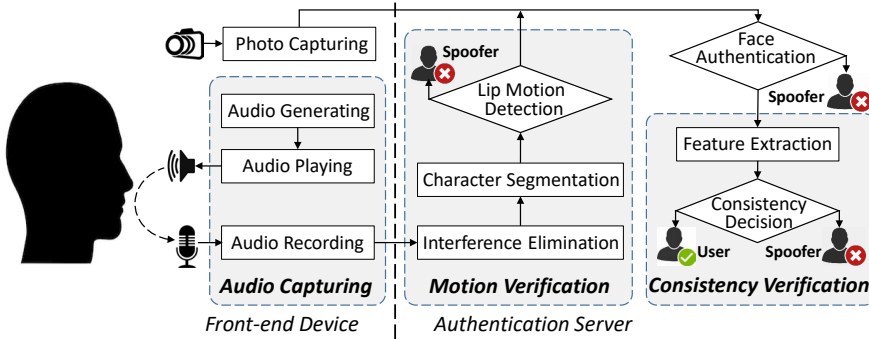 Photo Capturing
Audio Generating
Audio Playing
Audio Recording
Audio Capturing
Front-end Device
Spoofer
Lip Motion
Detection
Character Segmentation
Interference Elimination
Motion Verification
Authentication Server
Face
Authentication
Spoofer
Feature Extraction
Consistency
Decision
User
Spoofer
Consistency Verification